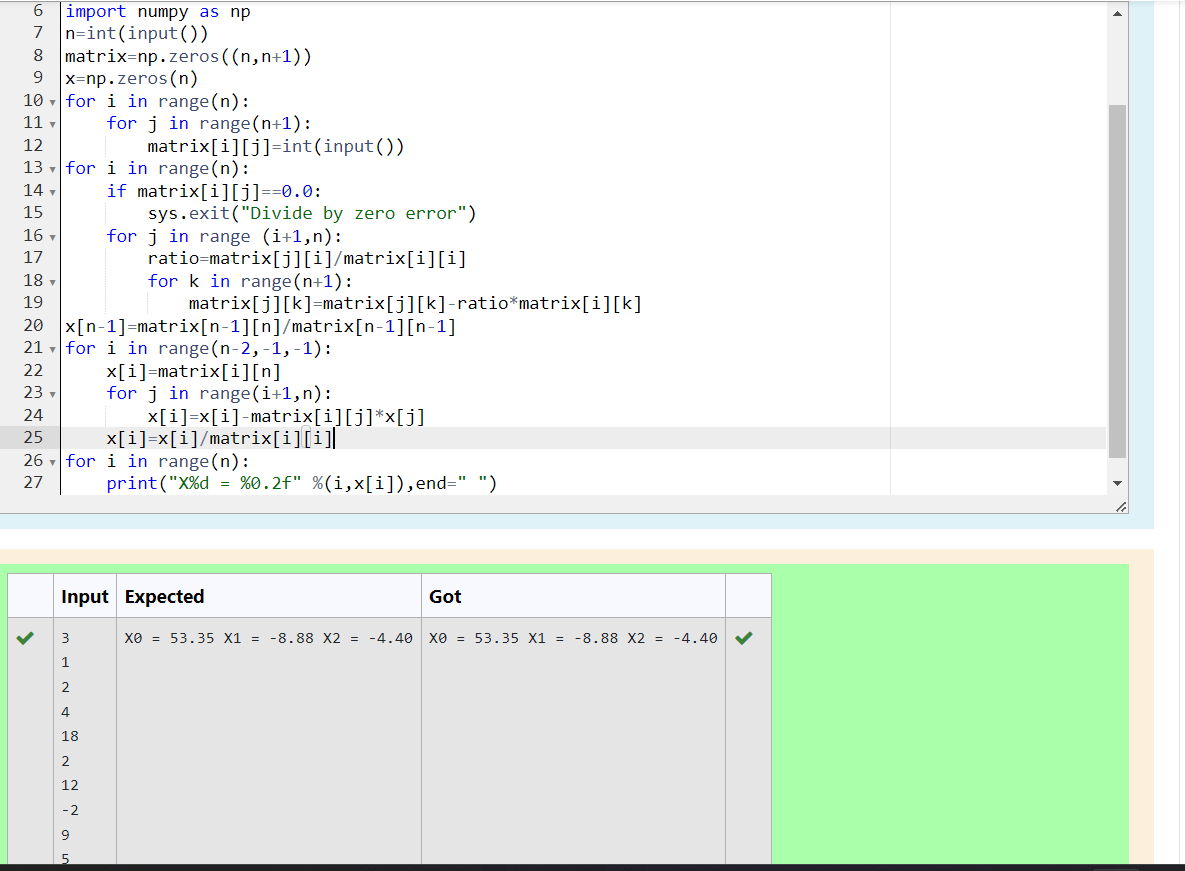 6 import numpy as np
7 n=int(input())
8 matrix=np.zeros((n,n+1))
9 x=np.zeros(n)
10 for i in range(n):
11     for j in range(n+1):
12         matrix[i][j]=int(input())
13 for i in range(n):
14     if matrix[i][j]==0.0:
15         sys.exit("Divide by zero error")
16     for j in range (i+1,n):
17         ratio=matrix[j][i]/matrix[i][i]
18         for k in range(n+1):
19             matrix[j][k]=matrix[j][k]-ratio*matrix[i][k]
20 x[n-1]=matrix[n-1][n]/matrix[n-1][n-1]
21 for i in range(n-2,-1,-1):
22     x[i]=matrix[i][n]
23     for j in range(i+1,n):
24         x[i]=x[i]-matrix[i][j]*x[j]
25     x[i]=x[i]/matrix[i][i]
26 for i in range(n):
27     print("X%d = %0.2f" %(i,x[i]),end=" ")
Input Expected Got
3 X0 = 53.35 X1 = -8.88 X2 = -4.40 X0 = 53.35 X1 = -8.88 X2 = -4.40
1
2
4
18
2
12
-2
9
5